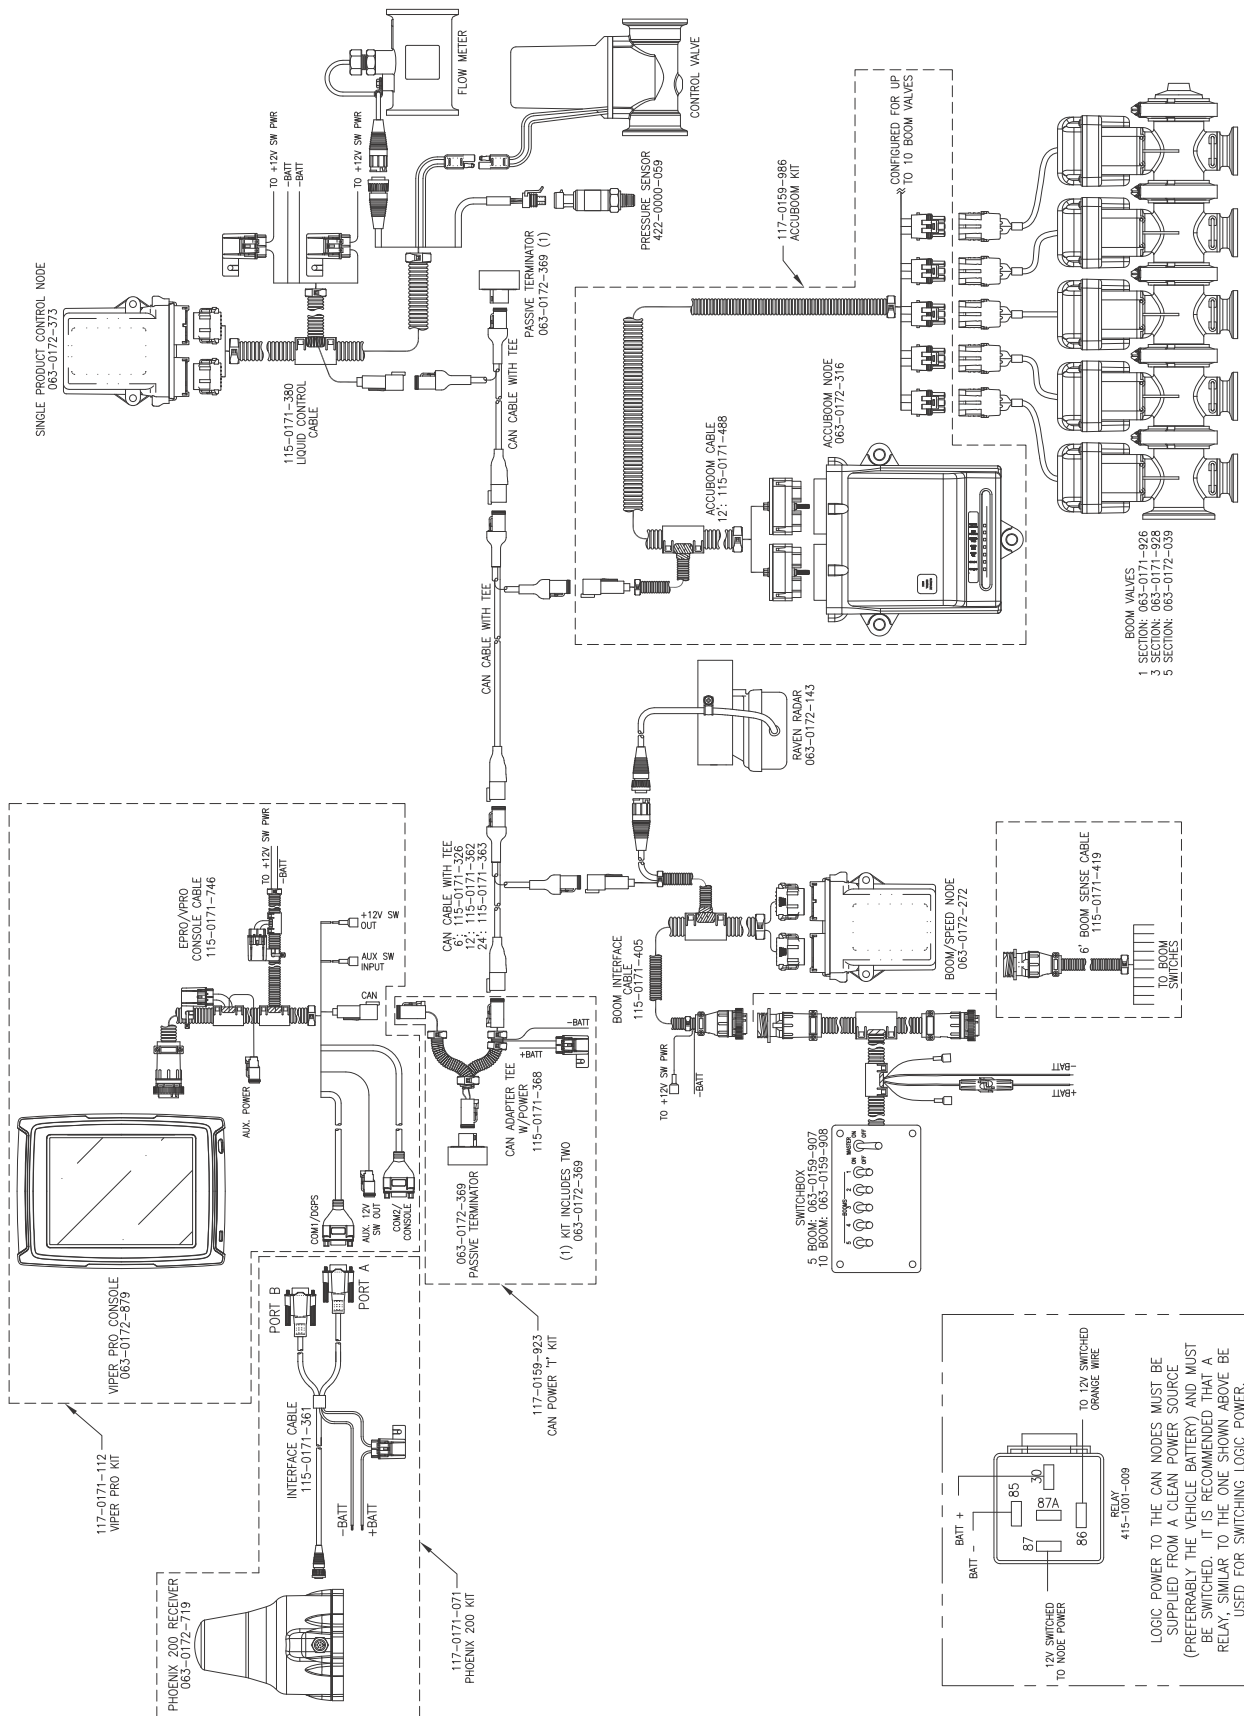 SINGLE PRODUCT CONTROL NODE
063-0172-373
TO +12V SW PWR
-BATT
-BATT
TO +12V SW PWR
FLOW METER
CONTROL VALVE
115-0171-380
LIQUID CONTROL
CABLE
PASSIVE TERMINATOR
063-0172-369 (1)
PRESSURE SENSOR
422-0000-059
CAN CABLE WITH TEE
117-0159-986
ACCUBOOM KIT
CONFIGURED FOR UP
TO 10 BOOM VALVES
ACCUBOOM CABLE
12': 115-0171-488
ACCUBOOM NODE
063-0172-316
BOOM VALVES
1 SECTION: 063-0171-926
3 SECTION: 063-0171-928
5 SECTION: 063-0172-039
CAN CABLE WITH TEE
RAVEN RADAR
063-0172-143
EPRO/VPRO
CONSOLE CABLE
115-0171-746
TO +12V SW PWR
-BATT
+12V SW
OUT
AUX SW
INPUT
CAN
AUX. POWER
COM1/DGPS
AUX. 12V
SW OUT
COM2/
CONSOLE
CAN CABLE WITH TEE
6': 115-0171-326
12': 115-0171-362
24': 115-0171-363
BOOM INTERFACE
CABLE
115-0171-405
BOOM/SPEED NODE
063-0172-272
6' BOOM SENSE CABLE
115-0171-419
TO BOOM
SWITCHES
TO +12V SW PWR
-BATT
-BATT
+BATT
-BATT
+BATT
CAN ADAPTER TEE
W/POWER
115-0171-368
063-0172-369
PASSIVE TERMINATOR
(1) KIT INCLUDES TWO
063-0172-369
SWITCHBOX
5 BOOM: 063-0159-907
10 BOOM: 063-0159-908
MASTER
ON
OFF
ON
OFF
BOOMS
1
2
3
4
5
VIPER PRO CONSOLE
063-0172-879
117-0171-112
VIPER PRO KIT
PORT B
PORT A
INTERFACE CABLE
115-0171-361
-BATT
+BATT
117-0159-923
CAN POWER 'T' KIT
PHOENIX 200 RECEIVER
063-0172-719
117-0171-071
PHOENIX 200 KIT
BATT +
BATT -
85
30
87A
87
86
TO 12V SWITCHED
ORANGE WIRE
12V SWITCHED
TO NODE POWER
RELAY
415-1001-009
LOGIC POWER TO THE CAN NODES MUST BE
SUPPLIED FROM A CLEAN POWER SOURCE
(PREFERRABLY THE VEHICLE BATTERY) AND MUST
BE SWITCHED. IT IS RECOMMENDED THAT A
RELAY, SIMILAR TO THE ONE SHOWN ABOVE BE
USED FOR SWITCHING LOGIC POWER.